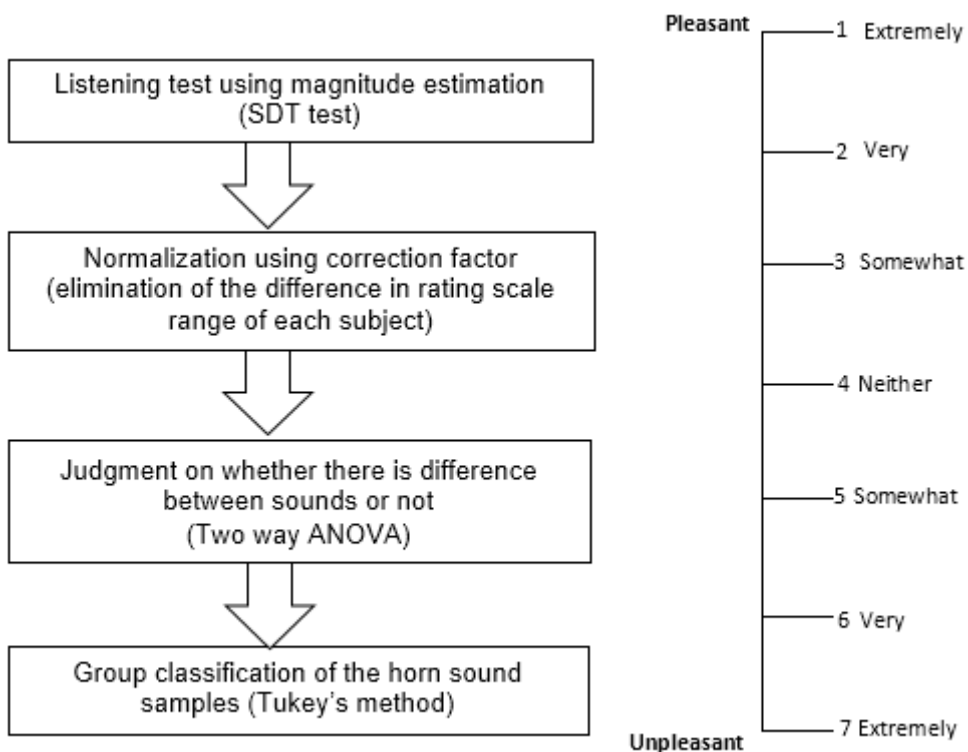 Listening test using magnitude estimation
(SDT test)
Normalization using correction factor
(elimination of the difference in rating scale
range of each subject)
Judgment on whether there is difference
between sounds or not
(Two way ANOVA)
Group classification of the horn sound
samples (Tukey's method)
Pleasant
1 Extremely
2 Very
3 Somewhat
4 Neither
5 Somewhat
6 Very
7 Extremely
Unpleasant